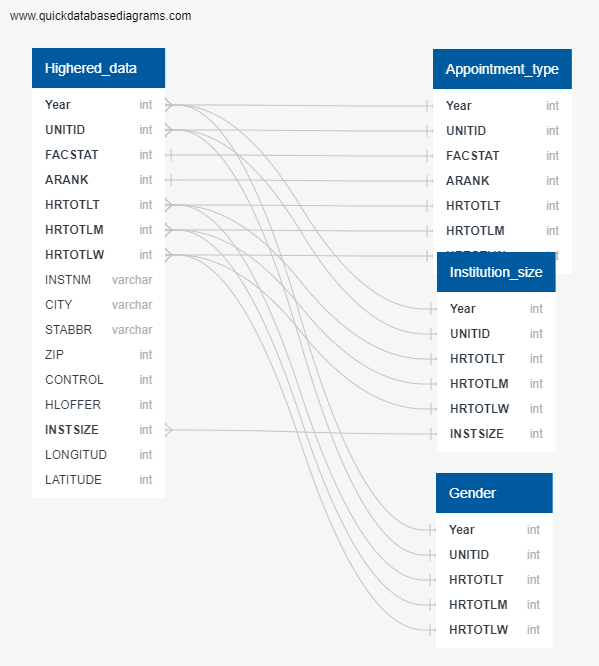 www.quickdatabasediagrams.com
Highered_data
Year int
UNITID int
FACSTAT int
ARANK int
HRTOTLT int
HRTOTLM int
HRTOTLW int
INSTNM varchar
CITY varchar
STABBR varchar
ZIP int
CONTROL int
HLOFFER int
INSTSIZE int
LONGITUD int
LATITUDE int
Appointment_type
Year int
UNITID int
FACSTAT int
ARANK int
HRTOTLT int
HRTOTLM int
Institution_size
Year int
UNITID int
HRTOTLT int
HRTOTLM int
HRTOTLW int
INSTSIZE int
Gender
Year int
UNITID int
HRTOTLT int
HRTOTLM int
HRTOTLW int